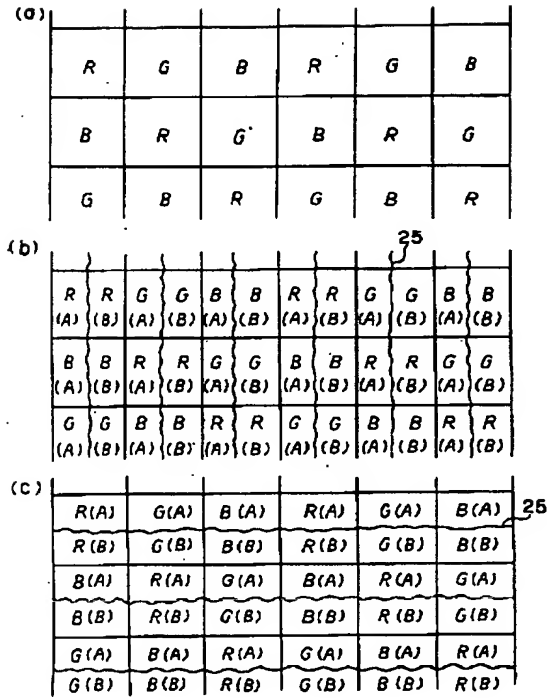 (a)
R G B R G B
B R G B R G
G B R G B R
(b) 25
R R G G B B R R G G B B
(A) (B) (A) (B) (A) (B) (A) (B) (A) (B) (A) (B)
B B R R G G B B R R G G
(A) (B) (A) (B) (A) (B) (A) (B) (A) (B) (A) (B)
G G B B R R G G B B R R
(A) (B) (A) (B) (A) (B) (A) (B) (A) (B) (A) (B)
(c)
R(A) G(A) B(A) R(A) G(A) B(A) 25
R(B) G(B) B(B) R(B) G(B) B(B)
B(A) R(A) G(A) B(A) R(A) G(A)
B(B) R(B) G(B) B(B) R(B) G(B)
G(A) B(A) R(A) G(A) B(A) R(A)
G(B) B(B) R(B) G(B) B(B) R(B)